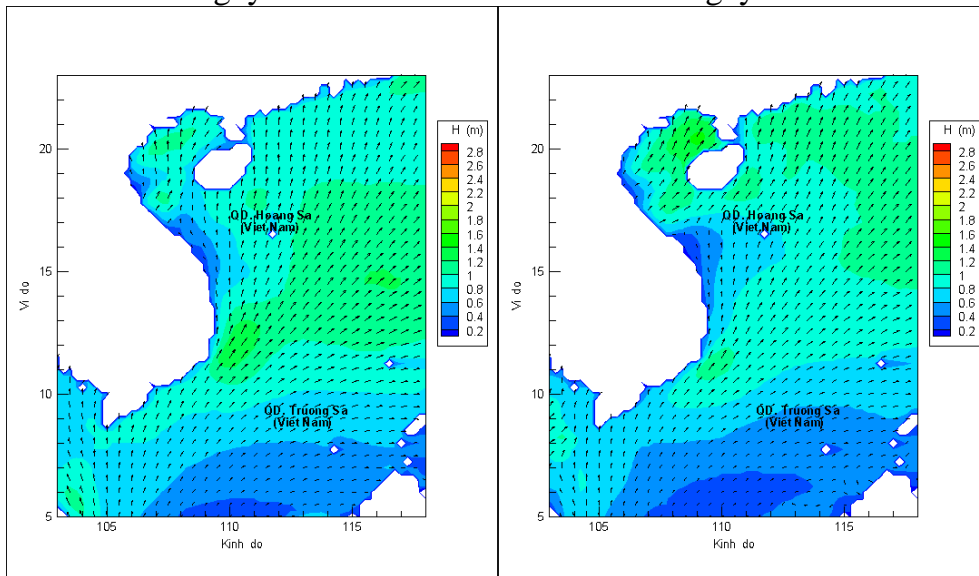 H (m)
2.8
2.6
2.4
2.2
2
1.8
1.6
1.4
1.2
1
0.8
0.6
0.4
0.2
20
15
10
5
Vi do
QD. Hoang Sa
(Viet Nam)
QD. Truong Sa
(Viet Nam)
105 110 115
Kinh do
H (m)
2.8
2.6
2.4
2.2
2
1.8
1.6
1.4
1.2
1
0.8
0.6
0.4
0.2
20
15
10
5
Vi do
QD. Hoang Sa
(Viet Nam)
QD. Truong Sa
(Viet Nam)
105 110 115
Kinh do